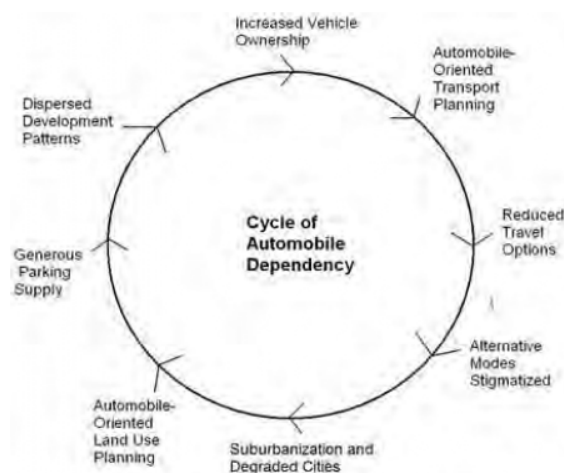 Increased Vehicle
Ownership
Automobile-
Oriented
Transport
Planning
Reduced
Travel
Options
Alternative
Modes
Stigmatized
Suburbanization and
Degraded Cities
Automobile-
Oriented
Land Use
Planning
Generous
Parking
Supply
Dispersed
Development
Patterns
Cycle of
Automobile
Dependency